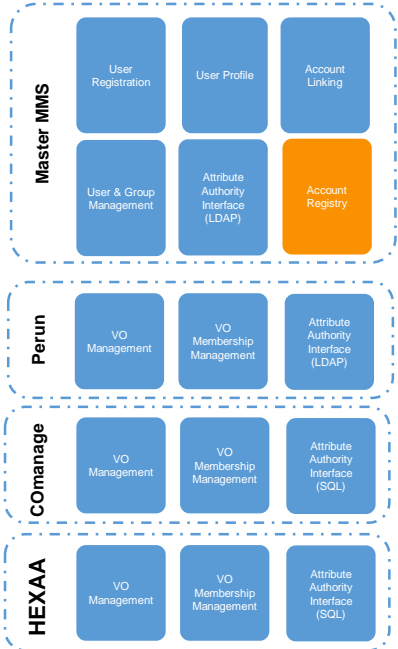 Master MMS
User
Registration
User Profile
Account
Linking
User & Group
Management
Attribute
Authority
Interface
(LDAP)
Account
Registry
Perun
VO
Management
VO
Membership
Management
Attribute
Authority
Interface
(LDAP)
COmanage
VO
Management
VO
Membership
Management
Attribute
Authority
Interface
(SQL)
HEXAA
VO
Management
VO
Membership
Management
Attribute
Authority
Interface
(SQL)